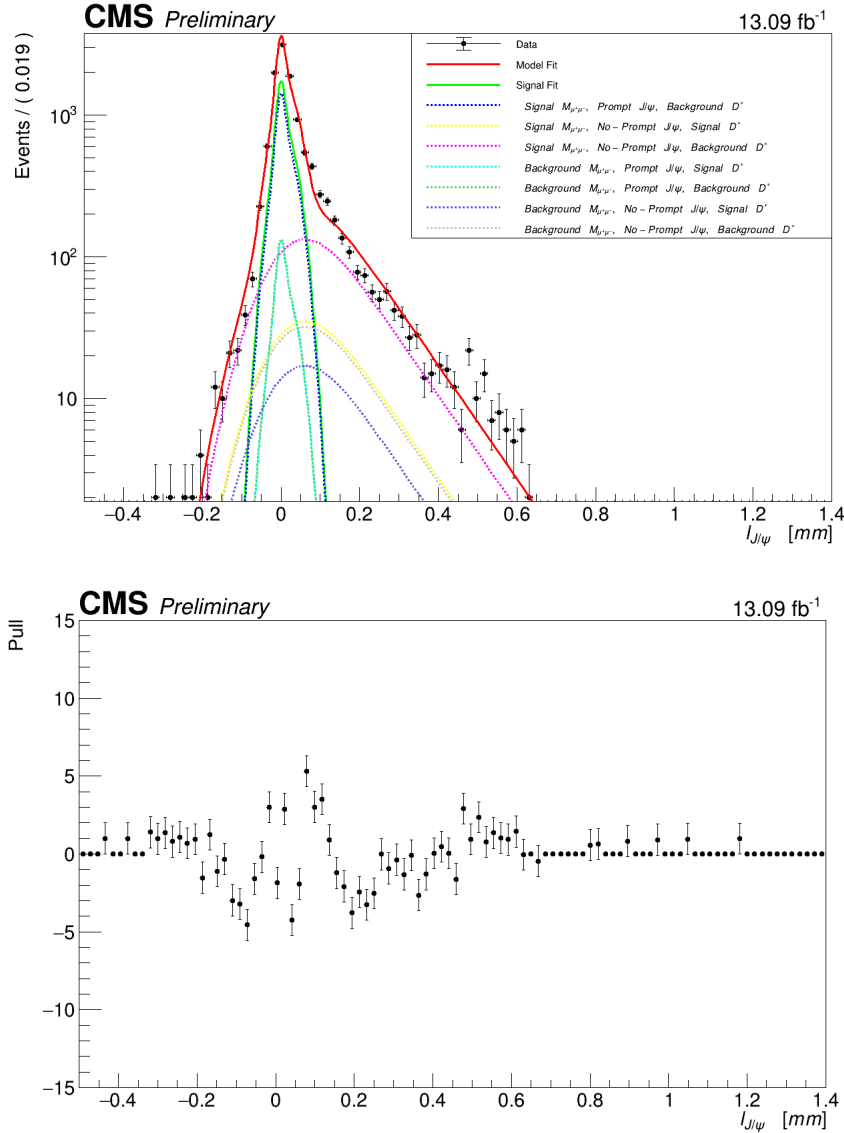 CMS Preliminary 13.09 fb-1
Events / ( 0.019 )
10³
10²
10
Data
Model Fit
Signal Fit
Signal Mμ+μ-, Prompt J/ψ, Background D*
Signal Mμ+μ-, No−Prompt J/ψ, Signal D*
Signal Mμ+μ-, No−Prompt J/ψ, Background D*
Background Mμ+μ-, Prompt J/ψ, Signal D*
Background Mμ+μ-, Prompt J/ψ, Background D*
Background Mμ+μ-, No−Prompt J/ψ, Signal D*
Background Mμ+μ-, No−Prompt J/ψ, Background D*
−0.4 −0.2 0 0.2 0.4 0.6 0.8 1 1.2 1.4
lJ/ψ [mm]
CMS Preliminary 13.09 fb-1
Pull
15
10
5
0
−5
−10
−15
−0.4 −0.2 0 0.2 0.4 0.6 0.8 1 1.2 1.4
lJ/ψ [mm]